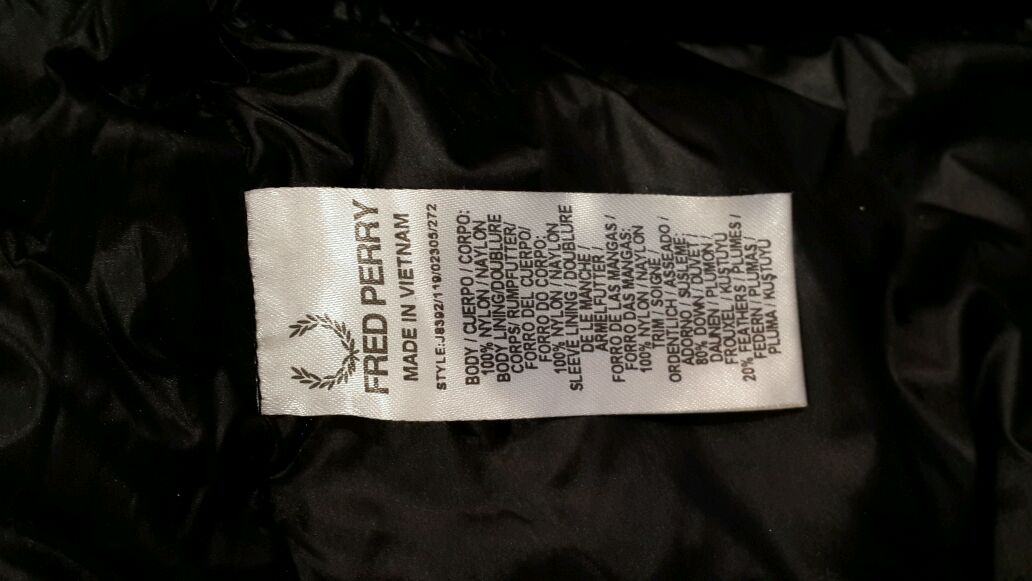 FRED PERRY
MADE IN VIETNAM
STYLE:J8392/119/02305/272
BODY / CUERPO / CORPO:
100% NYLON / NAYLON
BODY LINING/DOUBLURE
CORPS/ RUMPFUTTER/
FORRO DEL CUERPO/
FORRO DO CORPO:
100% NYLON / NAYLON
SLEEVE LINING / DOUBLURE
DE LE MANCHE /
ARMELFUTTER /
FORRO DE LAS MANGAS /
FORRO DAS MANGAS:
100% NYLON / NAYLON
TRIM / SOIGNÉ
ORDENTLICH / ASSEADO /
ADORNO SÜSLEME:
80% DOWN / DUVET /
DAUNEN / PLUMON /
FROUXEL / KUŞTUYU
20% FEATHERS / PLUMES /
FEDERN PLUMAS /
PLUMA KUŞTUYU